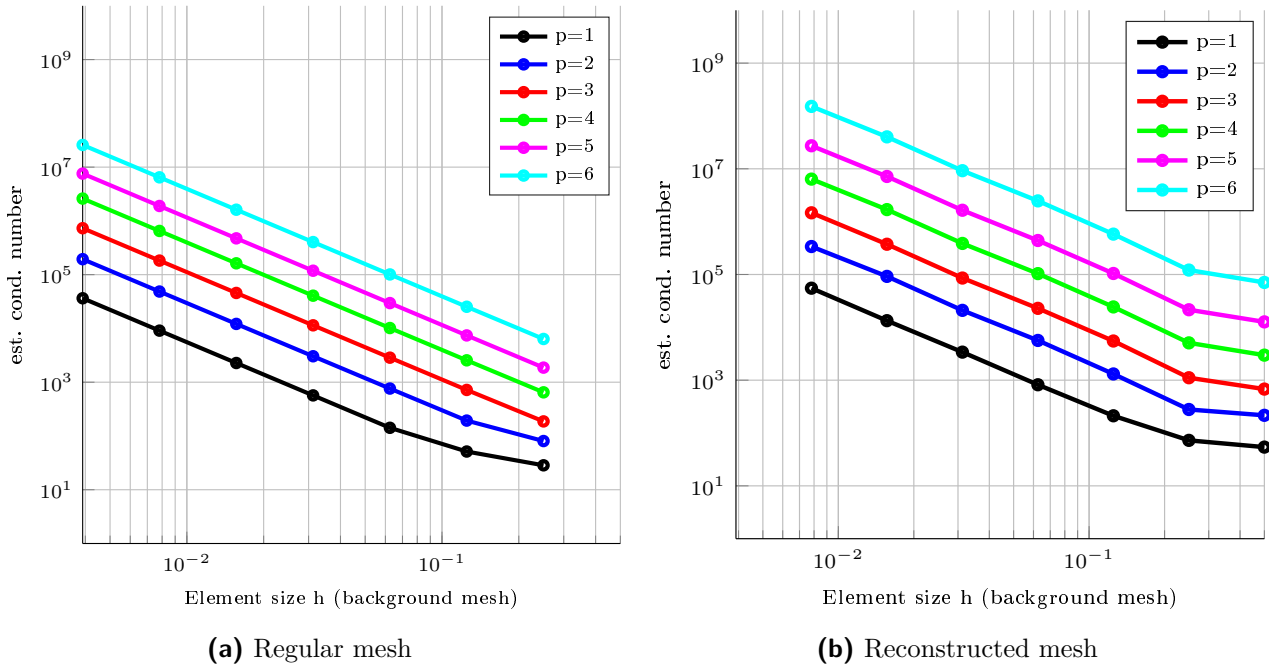 10^9
10^7
10^5
10^3
10^1
est. cond. number
10^−2
10^−1
Element size h (background mesh)
p=1
p=2
p=3
p=4
p=5
p=6
(a) Regular mesh
10^9
10^7
10^5
10^3
10^1
est. cond. number
10^−2
10^−1
Element size h (background mesh)
p=1
p=2
p=3
p=4
p=5
p=6
(b) Reconstructed mesh